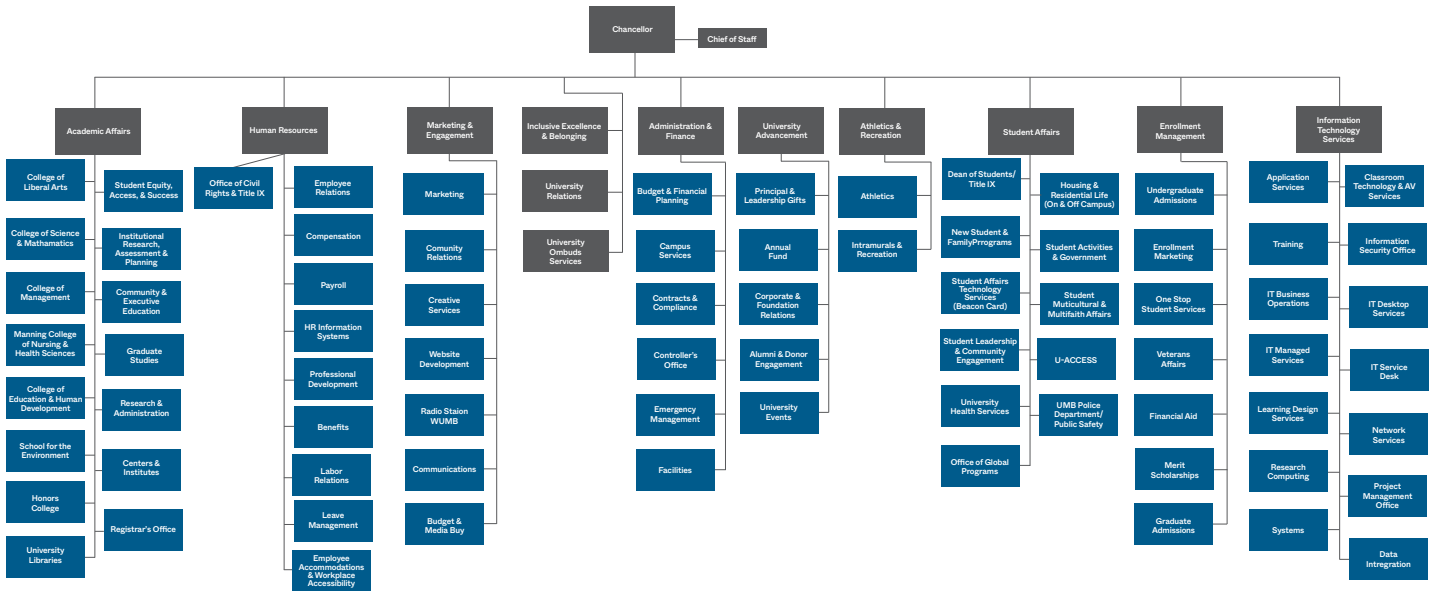 Chancellor
Chief of Staff
Academic Affairs
College of
Liberal Arts
College of Science
& Mathamatics
College of
Management
Manning College
of Nursing &
Health Sciences
College of
Education & Human
Development
School for the
Environment
Honors
College
University
Libraries
Student Equity,
Access, & Success
Institutional
Research,
Assessment &
Planning
Community &
Executive
Education
Graduate
Studies
Research &
Administration
Centers &
Institutes
Registrar's Office
Human Resources
Office of Civil
Rights & Title IX
Employee
Relations
Compensation
Payroll
HR Information
Systems
Professional
Development
Benefits
Labor
Relations
Leave
Management
Employee
Accommodations
& Workplace
Accessibility
Marketing &
Engagement
Marketing
Comunity
Relations
Creative
Services
Website
Development
Radio Staion
WUMB
Communications
Budget &
Media Buy
Inclusive Excellence
& Belonging
University
Relations
University
Ombuds
Services
Administration &
Finance
Budget & Financial
Planning
Campus
Services
Contracts &
Compliance
Controller's
Office
Emergency
Management
Facilities
University
Advancement
Principal &
Leadership Gifts
Annual
Fund
Corporate &
Foundation
Relations
Alumni & Donor
Engagement
University
Events
Athletics &
Recreation
Athletics
Intramurals &
Recreation
Student Affairs
Dean of Students/
Title IX
New Student &
FamilyPrrograms
Student Affairs
Technology
Services
(Beacon Card)
Student Leadership
& Community
Engagement
University
Health Services
Office of Global
Programs
Housing &
Residential Life
(On & Off Campus)
Student Activities
& Government
Student
Muticultural &
Multifaith Affairs
U-ACCESS
UMB Police
Department/
Public Safety
Enrollment
Management
Undergraduate
Admissions
Enrollment
Marketing
One Stop
Student Services
Veterans
Affairs
Financial Aid
Merit
Scholarships
Graduate
Admissions
Information
Technology
Services
Application
Services
Training
IT Business
Operations
IT Managed
Services
Learning Design
Services
Research
Computing
Systems
Classroom
Technology & AV
Services
Information
Security Office
IT Desktop
Services
IT Service
Desk
Network
Services
Project
Management
Office
Data
Intregration